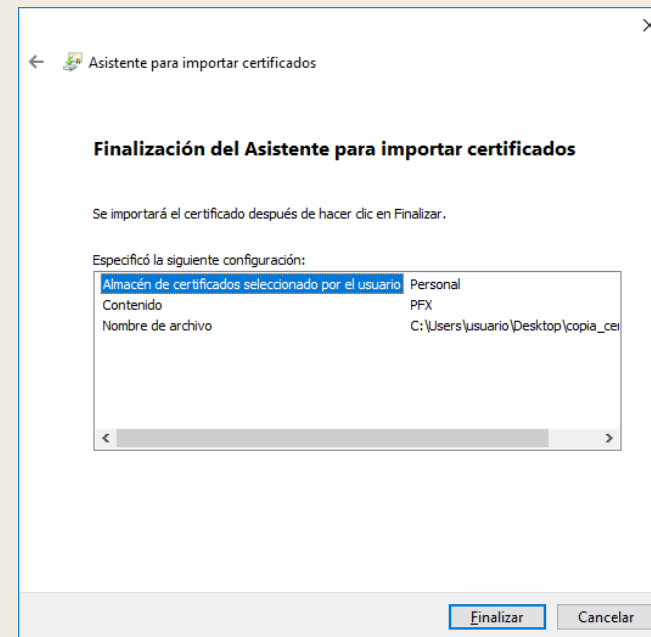 Asistente para importar certificados
Finalización del Asistente para importar certificados
Se importará el certificado después de hacer clic en Finalizar.
Especificó la siguiente configuración:
Almacén de certificados seleccionado por el usuario Personal
Contenido PFX
Nombre de archivo C:\Users\usuario\Desktop\copia_cer
Finalizar Cancelar